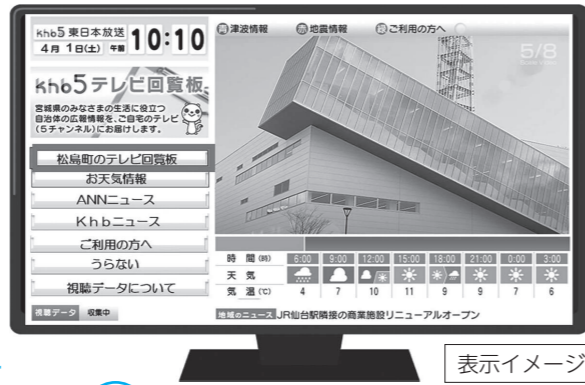 khb5 東日本放送
4月 1日(土) 午前 10:10
青 津波情報 赤 地震情報 緑 ご利用の方へ
5/8
khb5テレビ回覧板
宮城県のみなさまの生活に役立つ
自治体の広報情報を、ご自宅のテレビ
(5チャンネル)にお届けします。
松島町のテレビ回覧板
お天気情報
ANNニュース
Khbニュース
ご利用の方へ
うらない
視聴データについて
時 間(時) 6:00 9:00 12:00 15:00 18:00 21:00 0:00 3:00
天 気
気 温(℃) 4 7 10 11 9 9 7 6
視聴データ 収集中
地域のニュース JR仙台駅隣接の商業施設リニューアルオープン
表示イメージ